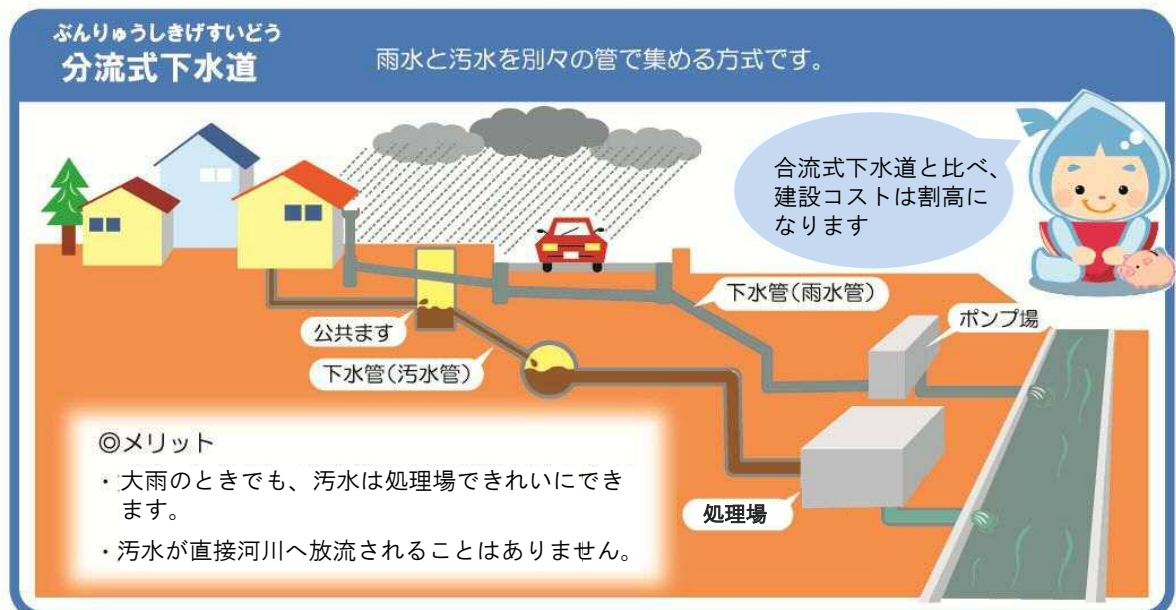 ぶんりゅうしきげすいどう
分流式下水道
雨水と汚水を別々の管で集める方式です。
合流式下水道と比べ、
建設コストは割高に
なります
下水管(雨水管)
ポンプ場
公共ます
下水管(汚水管)
◎メリット
・大雨のときでも、汚水は処理場できれいにでき
ます。
・汚水が直接河川へ放流されることはありません。
処理場